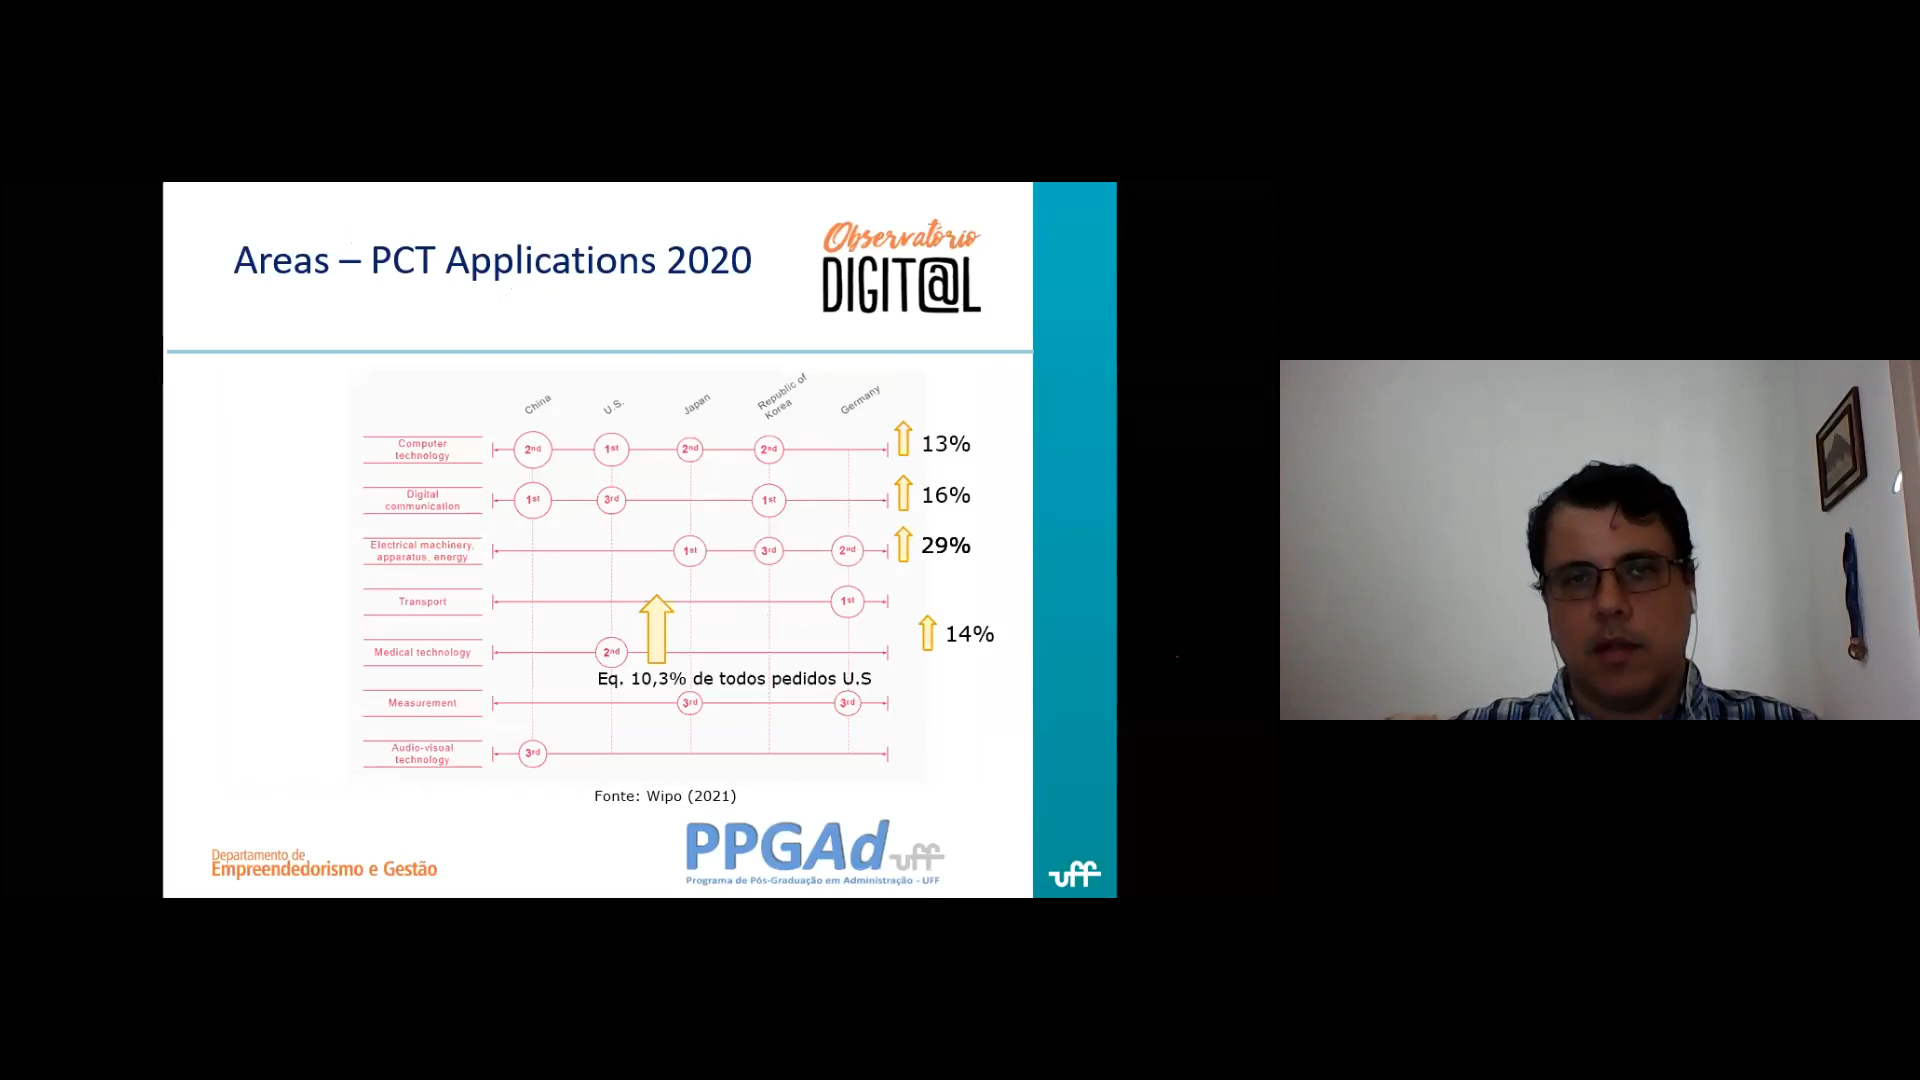 Areas – PCT Applications 2020
Observatório
DIGIT@L
China
U.S.
Japan
Republic of
Korea
Germany
Computer
technology
2nd
1st
2nd
2nd
13%
Digital
communication
1st
3rd
1st
16%
Electrical machinery,
apparatus, energy
1st
3rd
2nd
29%
Transport
1st
14%
Medical technology
2nd
Eq. 10,3% de todos pedidos U.S
Measurement
3rd
3rd
Audio-visual
technology
3rd
Fonte: Wipo (2021)
Departamento de
Empreendedorismo e Gestão
PPGAd uff
Programa de Pós-Graduação em Administração - UFF
uff